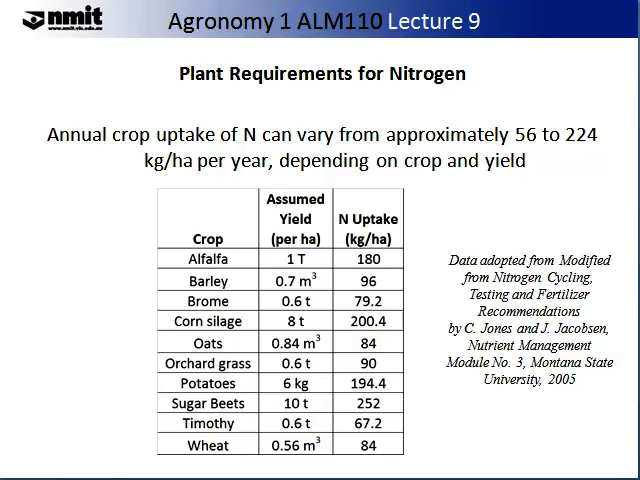 nmit
www.nmit.edu.au
Agronomy 1 ALM110 Lecture 9
Plant Requirements for Nitrogen
Annual crop uptake of N can vary from approximately 56 to 224
kg/ha per year, depending on crop and yield
Crop Assumed Yield (per ha) N Uptake (kg/ha)
Alfalfa 1 T 180
Barley 0.7 m³ 96
Brome 0.6 t 79.2
Corn silage 8 t 200.4
Oats 0.84 m³ 84
Orchard grass 0.6 t 90
Potatoes 6 kg 194.4
Sugar Beets 10 t 252
Timothy 0.6 t 67.2
Wheat 0.56 m³ 84
Data adopted from Modified
from Nitrogen Cycling,
Testing and Fertilizer
Recommendations
by C. Jones and J. Jacobsen,
Nutrient Management
Module No. 3, Montana State
University, 2005